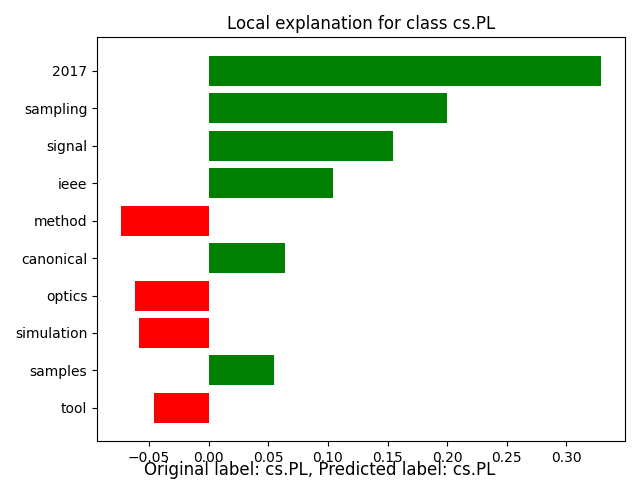 Local explanation for class cs.PL
2017
sampling
signal
ieee
method
canonical
optics
simulation
samples
tool
−0.05 0.00 0.05 0.10 0.15 0.20 0.25 0.30
Original label: cs.PL, Predicted label: cs.PL